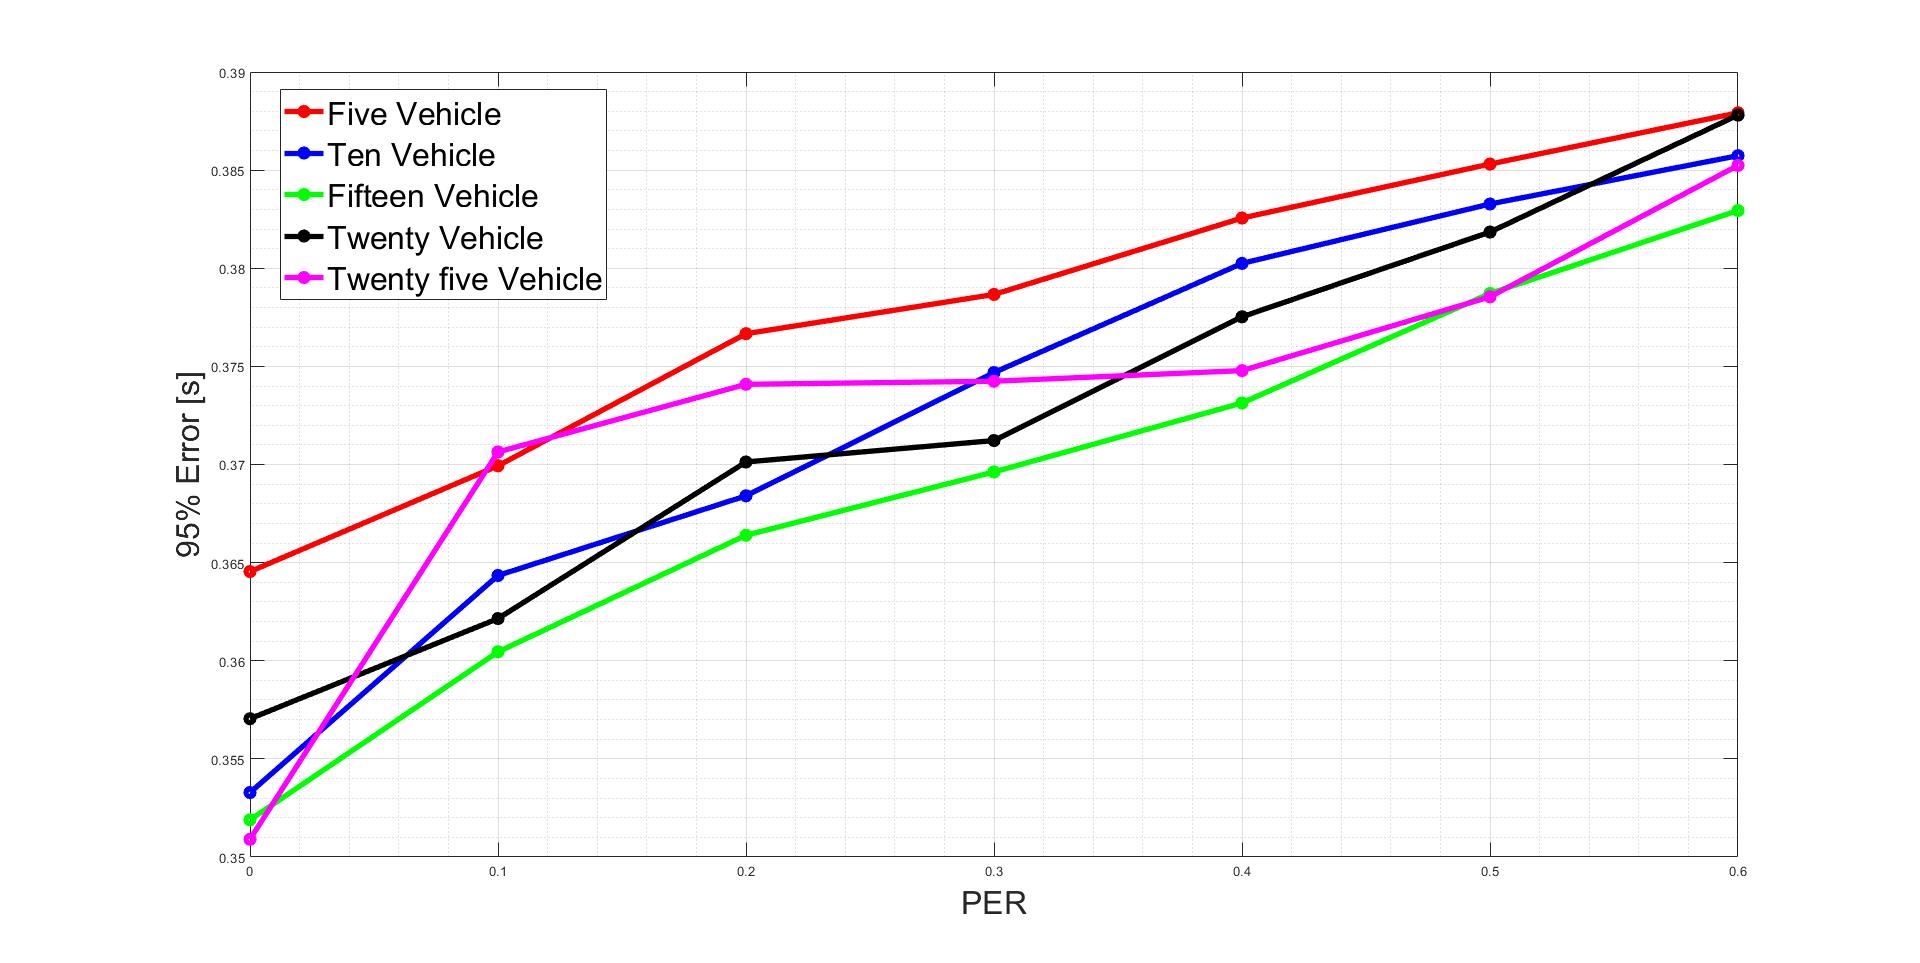 0.39
0.385
0.38
0.375
0.37
0.365
0.36
0.355
0.35
95% Error [s]
Five Vehicle
Ten Vehicle
Fifteen Vehicle
Twenty Vehicle
Twenty five Vehicle
0 0.1 0.2 0.3 0.4 0.5 0.6
PER